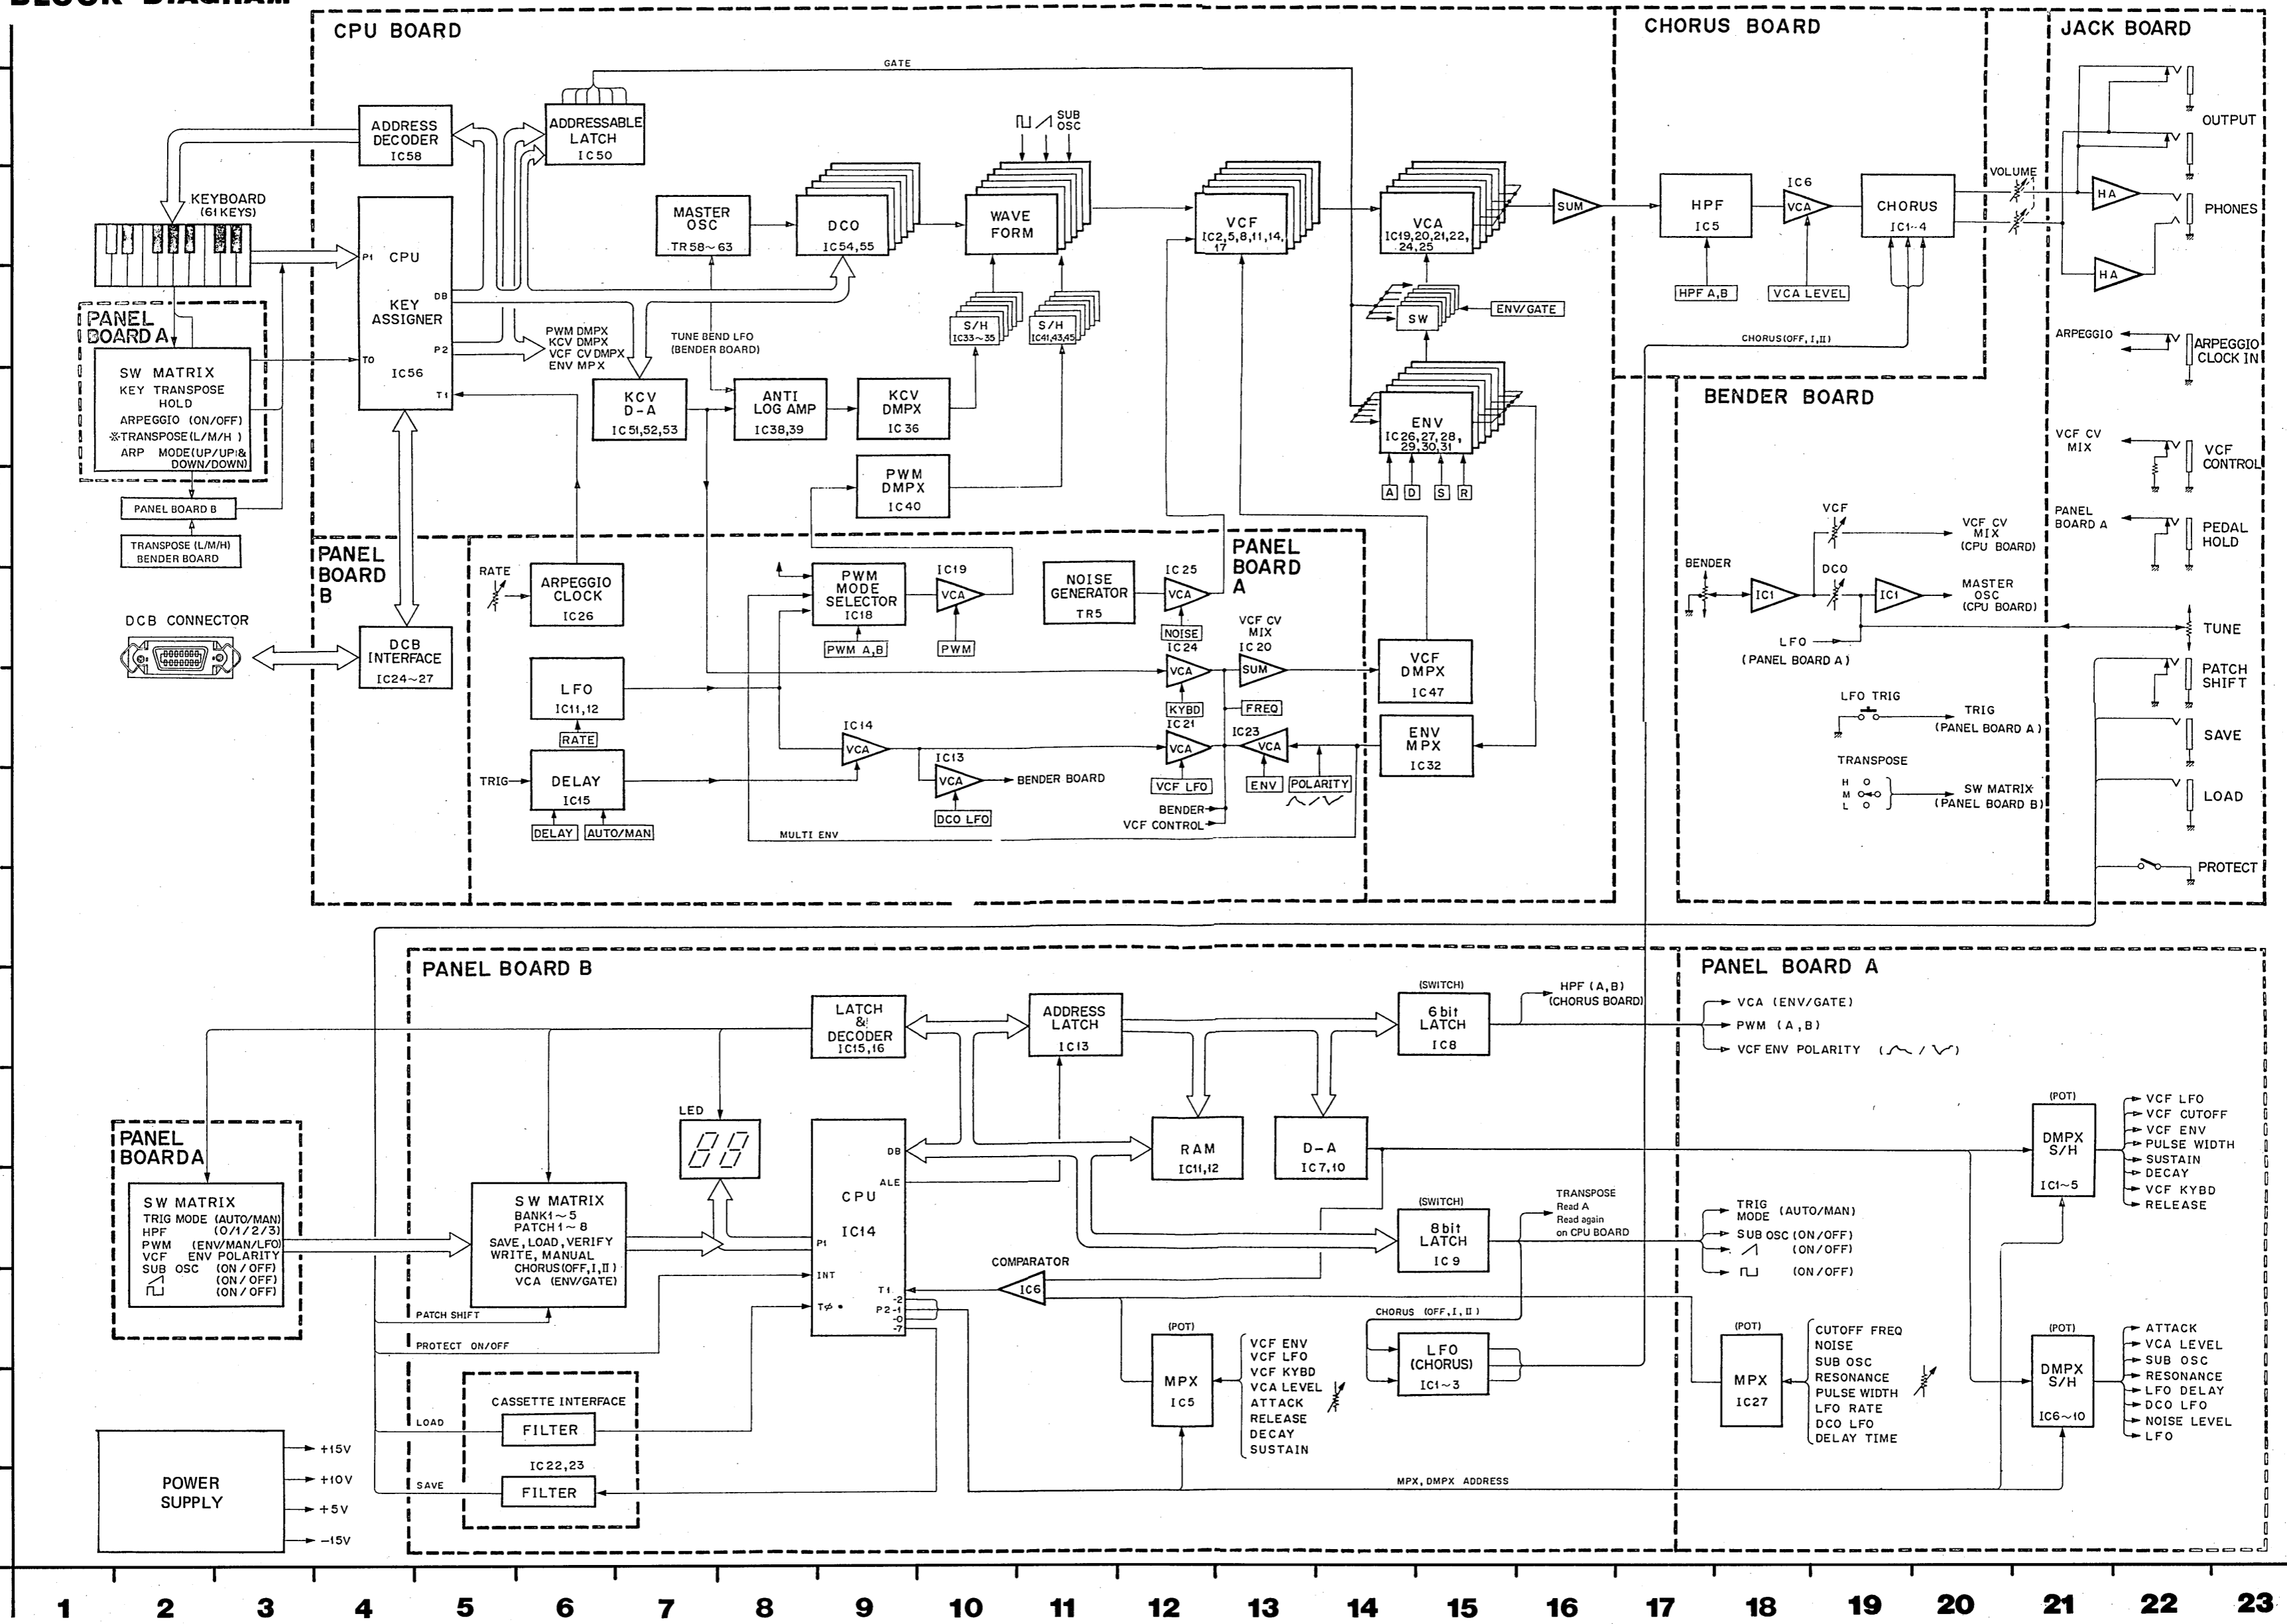 BLOCK DIAGRAM
CPU BOARD
GATE
ADDRESS
DECODER
IC58
ADDRESSABLE
LATCH
IC50
KEYBOARD
(61 KEYS)
P1
CPU
KEY
ASSIGNER
IC56
DB
P2
T0
T1
PWM DMPX
KCV DMPX
VCF CV DMPX
ENV MPX
MASTER
OSC
TR58~63
DCO
IC54,55
SUB
OSC
WAVE
FORM
S/H
IC33~35
S/H
IC41,43,45
VCF
IC2,5,8,11,14,
17
VCA
IC19,20,21,22,
24,25
SUM
SW
ENV/GATE
ENV
IC26,27,28,
29,30,31
A
D
S
R
TUNE BEND LFO
(BENDER BOARD)
KCV
D-A
IC51,52,53
ANTI
LOG AMP
IC38,39
KCV
DMPX
IC36
PWM
DMPX
IC40
PANEL
BOARD A
SW MATRIX
KEY TRANSPOSE
HOLD
ARPEGGIO (ON/OFF)
※TRANSPOSE(L/M/H)
ARP MODE(UP/UP&
DOWN/DOWN)
PANEL BOARD B
TRANSPOSE (L/M/H)
BENDER BOARD
DCB CONNECTOR
PANEL
BOARD
B
DCB
INTERFACE
IC24~27
PANEL
BOARD
A
RATE
ARPEGGIO
CLOCK
IC26
LFO
IC11,12
RATE
TRIG
DELAY
IC15
DELAY
AUTO/MAN
PWM
MODE
SELECTOR
IC18
PWM A,B
IC19
VCA
PWM
NOISE
GENERATOR
TR5
IC25
VCA
NOISE
IC24
VCA
KYBD
VCF CV
MIX
IC20
SUM
FREQ
IC14
VCA
IC13
VCA
DCO LFO
BENDER BOARD
IC21
VCA
VCF LFO
IC23
VCA
ENV
POLARITY
BENDER
VCF CONTROL
MULTI ENV
VCF
DMPX
IC47
ENV
MPX
IC32
CHORUS BOARD
HPF
IC5
HPF A,B
IC6
VCA
VCA LEVEL
CHORUS
IC1~4
CHORUS(OFF,I,II)
VOLUME
JACK BOARD
OUTPUT
HA
HA
PHONES
ARPEGGIO
ARPEGGIO
CLOCK IN
VCF CV
MIX
VCF
CONTROL
PANEL
BOARD A
PEDAL
HOLD
TUNE
PATCH
SHIFT
SAVE
LOAD
PROTECT
BENDER BOARD
BENDER
IC1
VCF
VCF CV
MIX
(CPU BOARD)
DCO
IC1
MASTER
OSC
(CPU BOARD)
LFO
(PANEL BOARD A)
LFO TRIG
TRIG
(PANEL BOARD A)
TRANSPOSE
H
M
L
SW MATRIX
(PANEL BOARD B)
PANEL BOARD B
LATCH
&
DECODER
IC15,16
ADDRESS
LATCH
IC13
(SWITCH)
6bit
LATCH
IC8
HPF (A,B)
(CHORUS BOARD)
LED
CPU
IC14
DB
ALE
P1
INT
TØ
T1
-2
P2-1
-0
-7
RAM
IC11,12
D-A
IC7,10
(SWITCH)
8bit
LATCH
IC9
TRANSPOSE
Read A
Read again
on CPU BOARD
COMPARATOR
IC6
CHORUS (OFF,I,II)
LFO
(CHORUS)
IC1~3
(POT)
MPX
IC5
VCF ENV
VCF LFO
VCF KYBD
VCA LEVEL
ATTACK
RELEASE
DECAY
SUSTAIN
MPX, DMPX ADDRESS
PANEL
BOARD A
SW MATRIX
TRIG MODE (AUTO/MAN)
HPF (0/1/2/3)
PWM (ENV/MAN/LFO)
VCF ENV POLARITY
SUB OSC (ON/OFF)
(ON/OFF)
(ON/OFF)
SW MATRIX
BANK1~5
PATCH1~8
SAVE,LOAD,VERIFY
WRITE, MANUAL
CHORUS(OFF,I,II)
VCA (ENV/GATE)
PATCH SHIFT
PROTECT ON/OFF
CASSETTE INTERFACE
LOAD
FILTER
IC22,23
SAVE
FILTER
POWER
SUPPLY
+15V
+10V
+5V
-15V
PANEL BOARD A
VCA (ENV/GATE)
PWM (A,B)
VCF ENV POLARITY ( / )
TRIG
MODE (AUTO/MAN)
SUB OSC (ON/OFF)
(ON/OFF)
(ON/OFF)
(POT)
DMPX
S/H
IC1~5
VCF LFO
VCF CUTOFF
VCF ENV
PULSE WIDTH
SUSTAIN
DECAY
VCF KYBD
RELEASE
(POT)
MPX
IC27
CUTOFF FREQ
NOISE
SUB OSC
RESONANCE
PULSE WIDTH
LFO RATE
DCO LFO
DELAY TIME
(POT)
DMPX
S/H
IC6~10
ATTACK
VCA LEVEL
SUB OSC
RESONANCE
LFO DELAY
DCO LFO
NOISE LEVEL
LFO
1 2 3 4 5 6 7 8 9 10 11 12 13 14 15 16 17 18 19 20 21 22 23